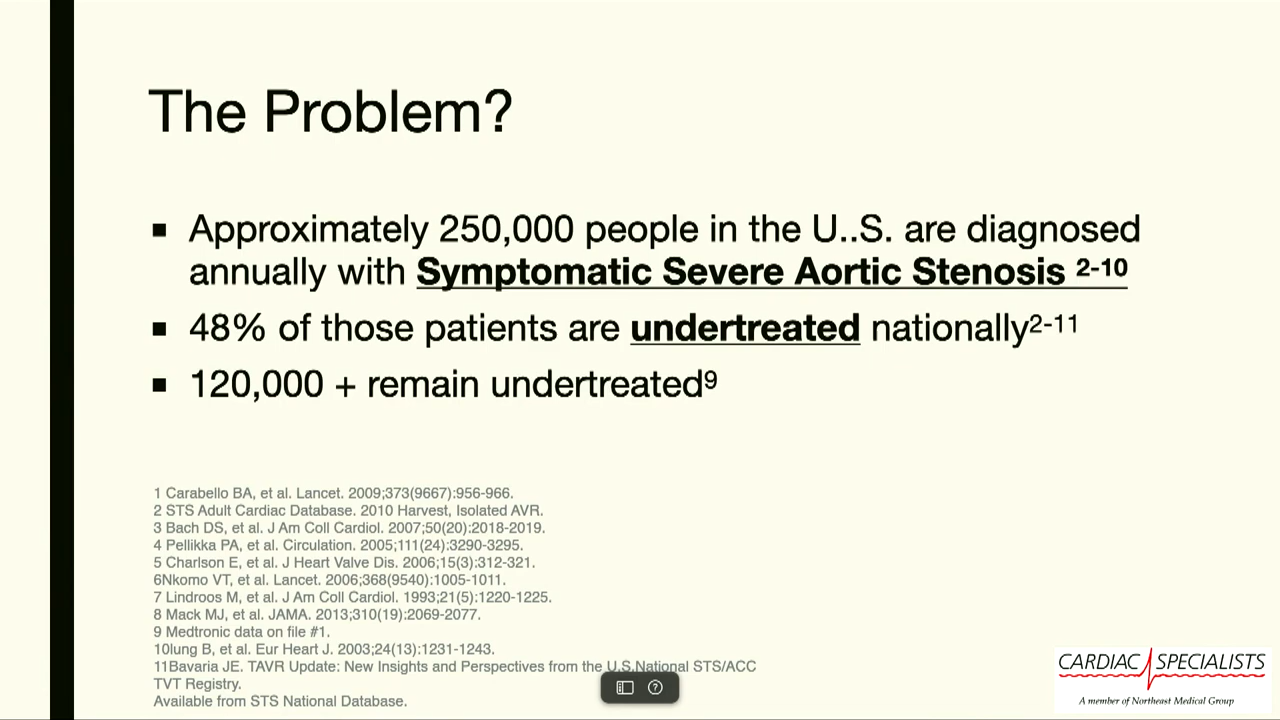 The Problem?
Approximately 250,000 people in the U..S. are diagnosed
annually with Symptomatic Severe Aortic Stenosis 2-10
48% of those patients are undertreated nationally2-11
120,000 + remain undertreated9
1 Carabello BA, et al. Lancet. 2009;373(9667):956-966.
2 STS Adult Cardiac Database. 2010 Harvest, Isolated AVR.
3 Bach DS, et al. J Am Coll Cardiol. 2007;50(20):2018-2019.
4 Pellikka PA, et al. Circulation. 2005;111(24):3290-3295.
5 Charlson E, et al. J Heart Valve Dis. 2006;15(3):312-321.
6Nkomo VT, et al. Lancet. 2006;368(9540):1005-1011.
7 Lindroos M, et al. J Am Coll Cardiol. 1993;21(5):1220-1225.
8 Mack MJ, et al. JAMA. 2013;310(19):2069-2077.
9 Medtronic data on file #1.
10Iung B, et al. Eur Heart J. 2003;24(13):1231-1243.
11Bavaria JE. TAVR Update: New Insights and Perspectives from the U.S.National STS/ACC
TVT Registry.
Available from STS National Database.
CARDIAC SPECIALISTS
A member of Northeast Medical Group